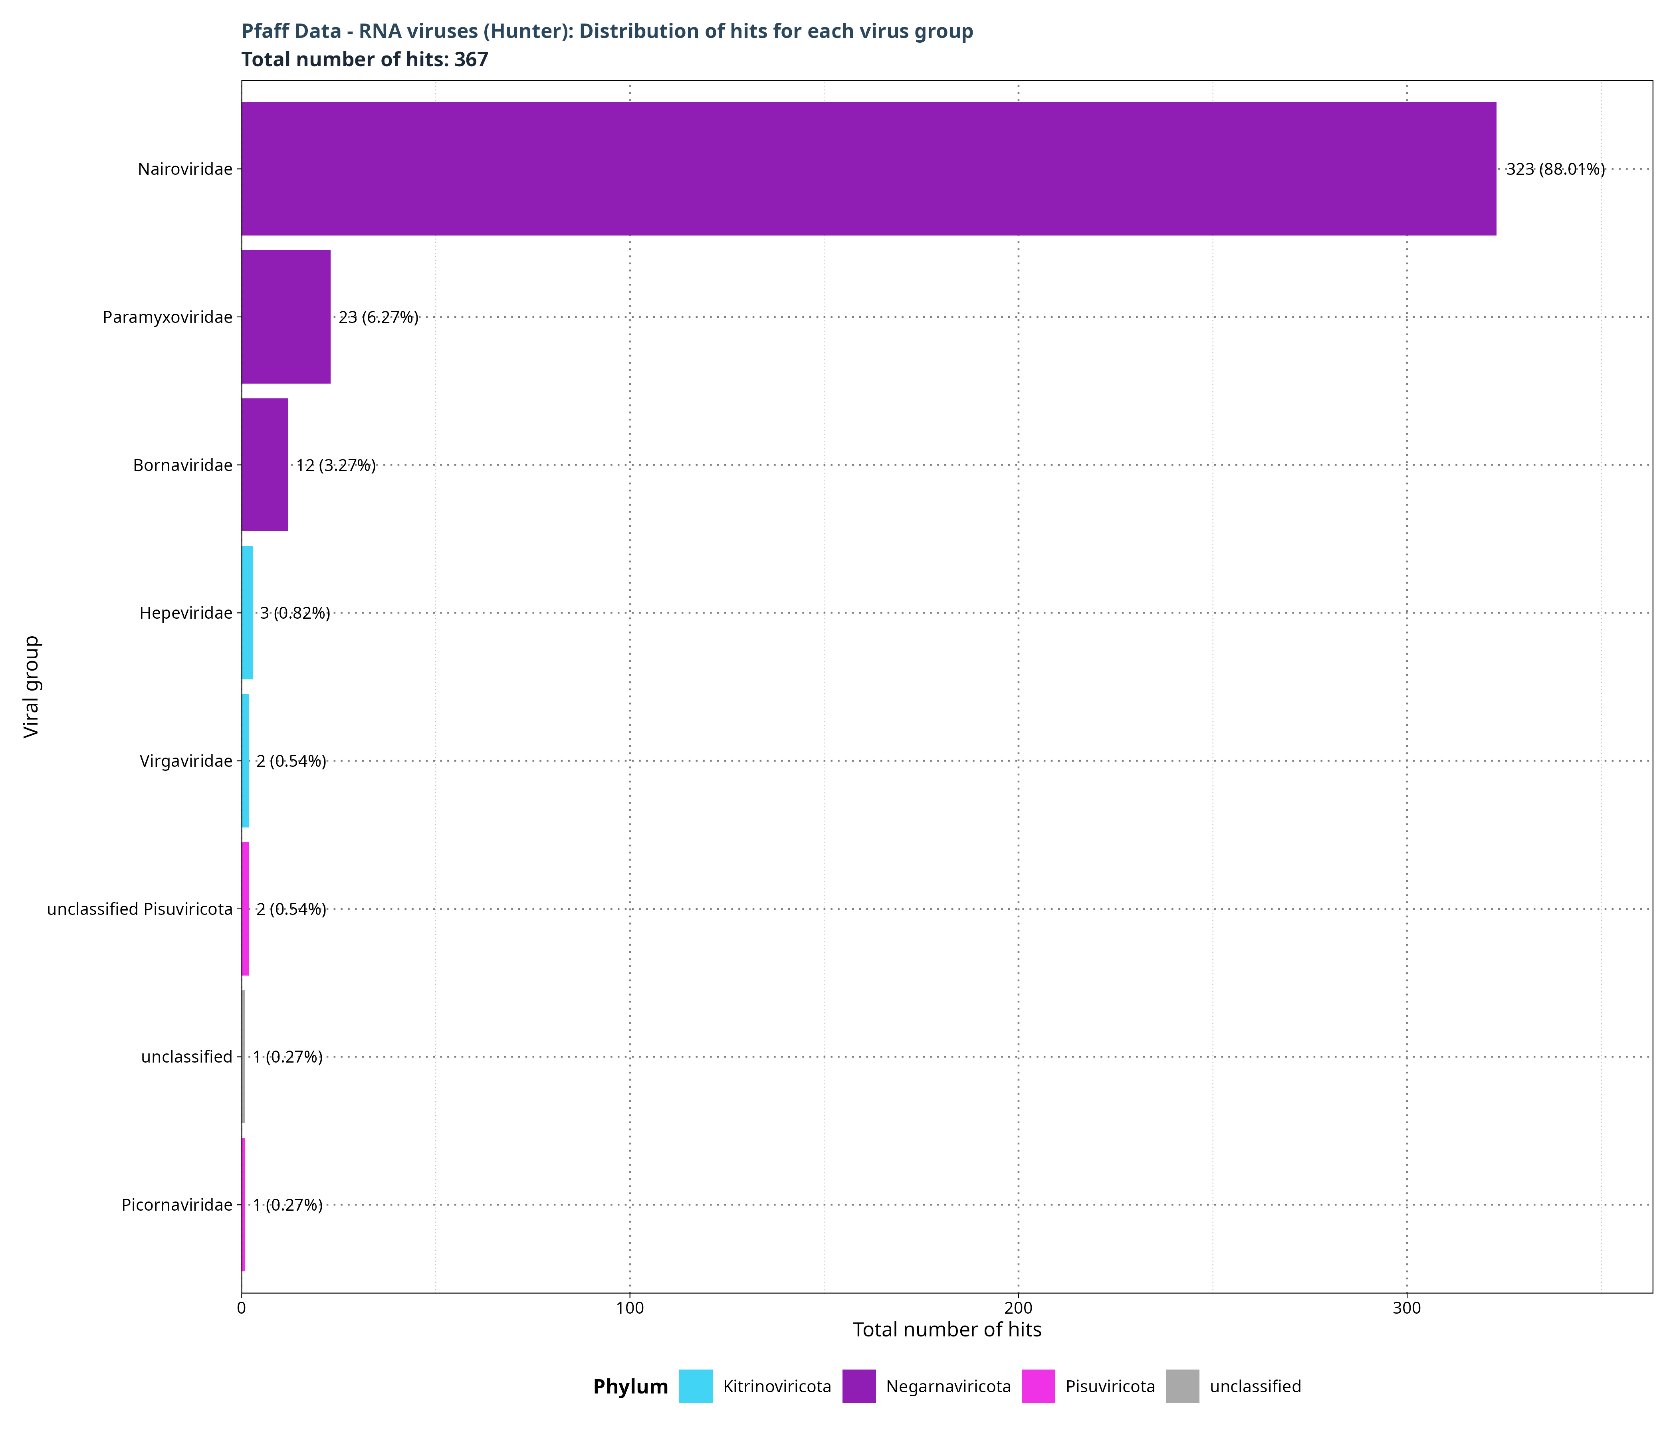 Pfaff Data - RNA viruses (Hunter): Distribution of hits for each virus group
Total number of hits: 367
Viral group
Nairoviridae
323 (88.01%)
Paramyxoviridae
23 (6.27%)
Bornaviridae
12 (3.27%)
Hepeviridae
3 (0.82%)
Virgaviridae
2 (0.54%)
unclassified Pisuviricota
2 (0.54%)
unclassified
1 (0.27%)
Picornaviridae
1 (0.27%)
0 100 200 300
Total number of hits
Phylum Kitrinoviricota Negarnaviricota Pisuviricota unclassified